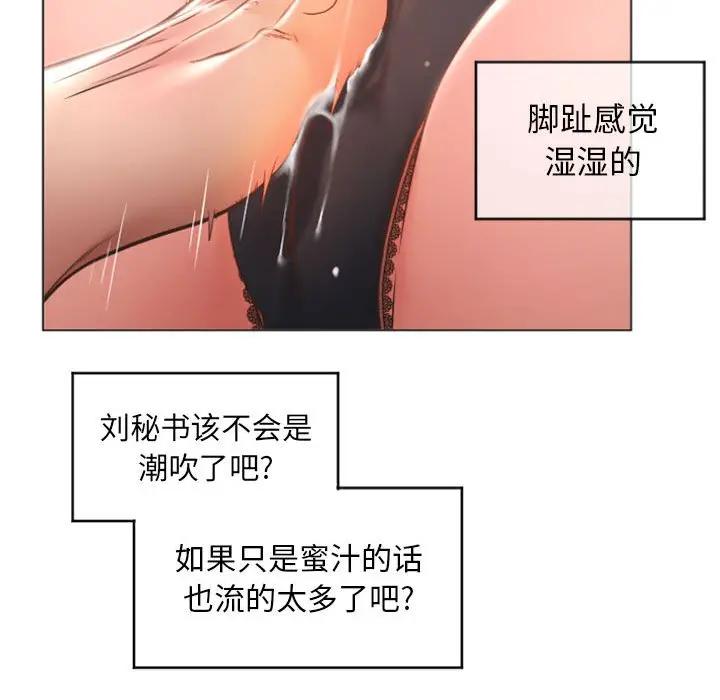 脚趾感觉
湿湿的
刘秘书该不会是
潮吹了吧?
如果只是蜜汁的话
也流的太多了吧?